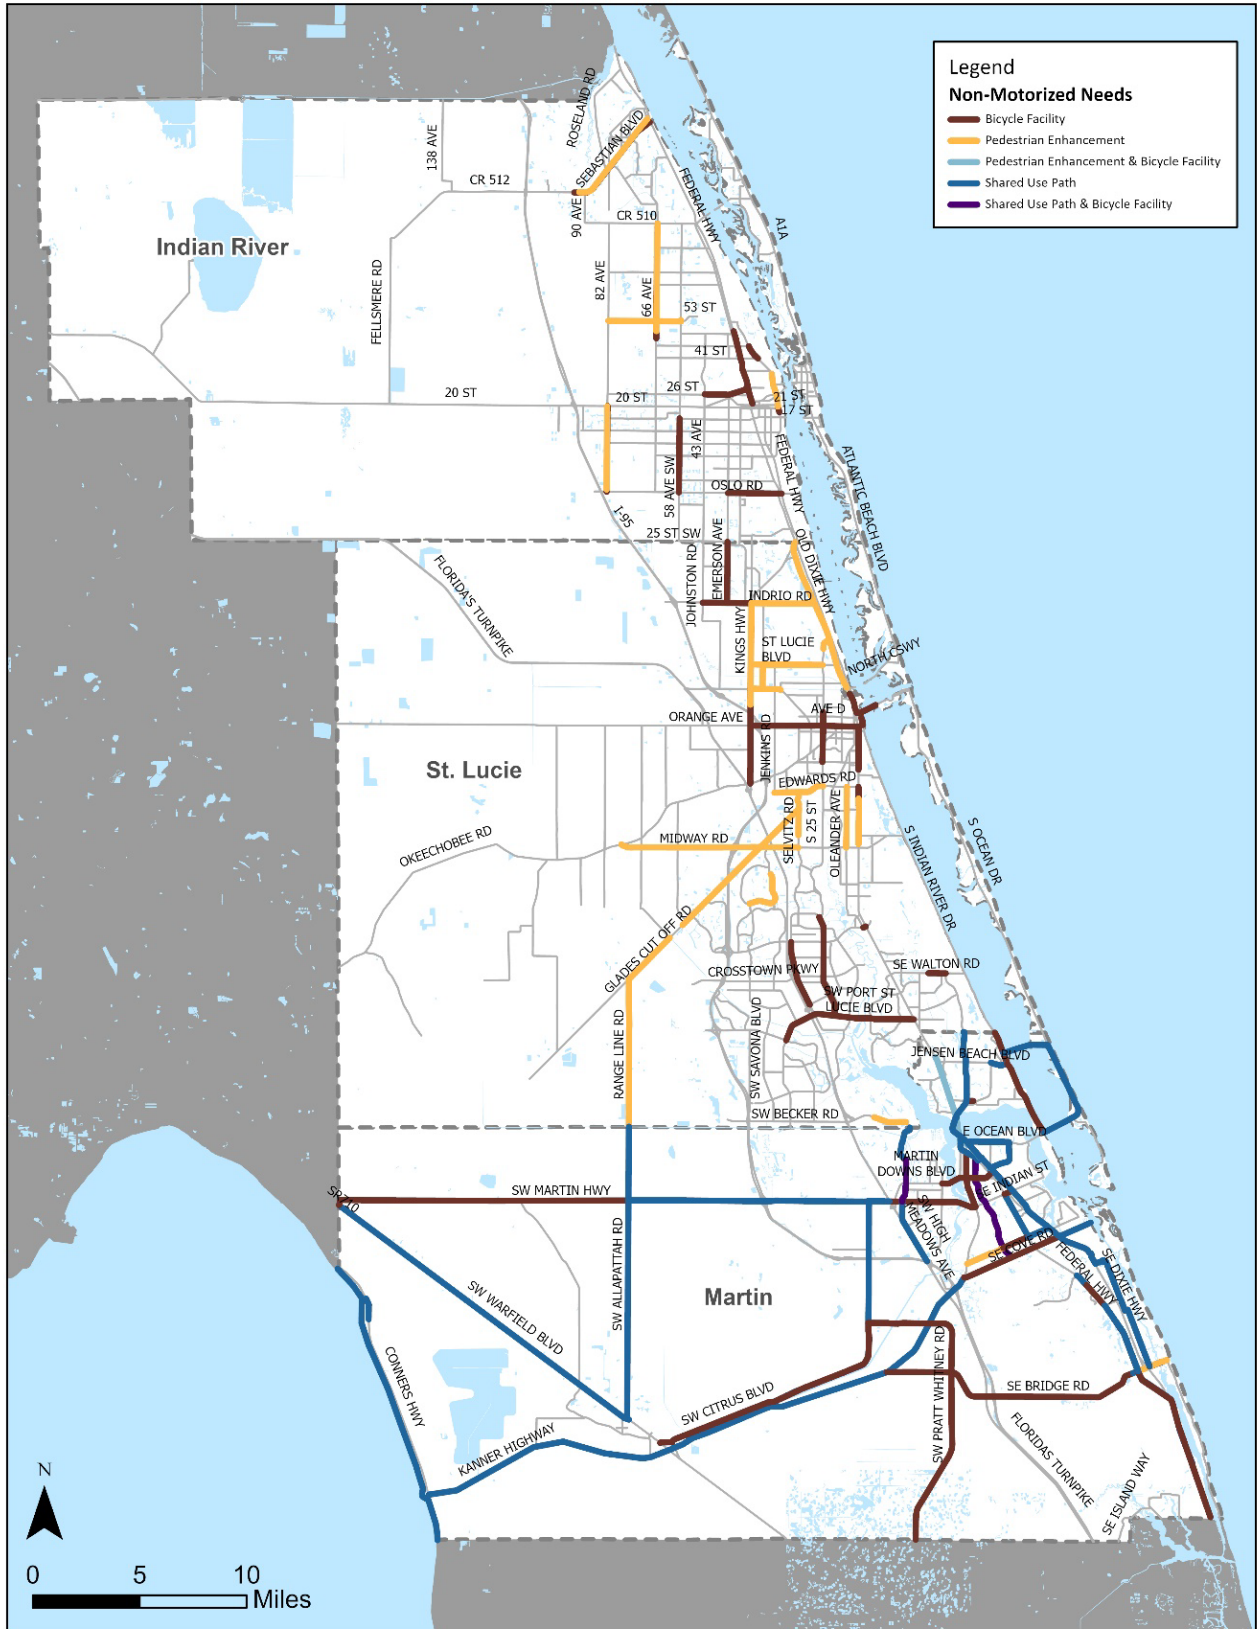 Legend
Non-Motorized Needs
Bicycle Facility
Pedestrian Enhancement
Pedestrian Enhancement & Bicycle Facility
Shared Use Path
Shared Use Path & Bicycle Facility
ROSELAND RD
138 AVE
SEBASTIAN BLVD
CR 512
FEDERAL HWY
90 AVE
CR 510
A1A
Indian River
82 AVE
66 AVE
FELLSMERE RD
53 ST
41 ST
26 ST
20 ST
20 ST
21 ST
17 ST
43 AVE
FEDERAL HWY
ATLANTIC BEACH BLVD
58 AVE SW
OSLO RD
I-95
25 ST SW
EMERSON AVE
JOHNSTON RD
OLD DIXIE HWY
FLORIDA'S TURNPIKE
INDRIO RD
KINGS HWY
ST LUCIE
BLVD
NORTH CSWY
ORANGE AVE
AVE D
JENKINS RD
St. Lucie
EDWARDS RD
SELVITZ RD
S 25 ST
OLEANDER AVE
MIDWAY RD
OKEECHOBEE RD
S OCEAN DR
S INDIAN RIVER DR
GLADES CUT OFF RD
CROSSTOWN PKWY
SE WALTON RD
SW PORT ST
LUCIE BLVD
RANGE LINE RD
SW SAVONA BLVD
JENSEN BEACH BLVD
SW BECKER RD
E OCEAN BLVD
MARTIN
DOWNS BLVD
SE INDIAN ST
SR 710
SW MARTIN HWY
SW HIGH
MEADOWS AVE
SW ALLAPATTAH RD
SE COVE RD
FEDERAL HWY
SE DIXIE HWY
SW WARFIELD BLVD
Martin
CONNERS HWY
SW PRATT WHITNEY RD
SW CITRUS BLVD
SE BRIDGE RD
KANNER HIGHWAY
FLORIDAS TURNPIKE
SE ISLAND WAY
N
0 5 10
Miles